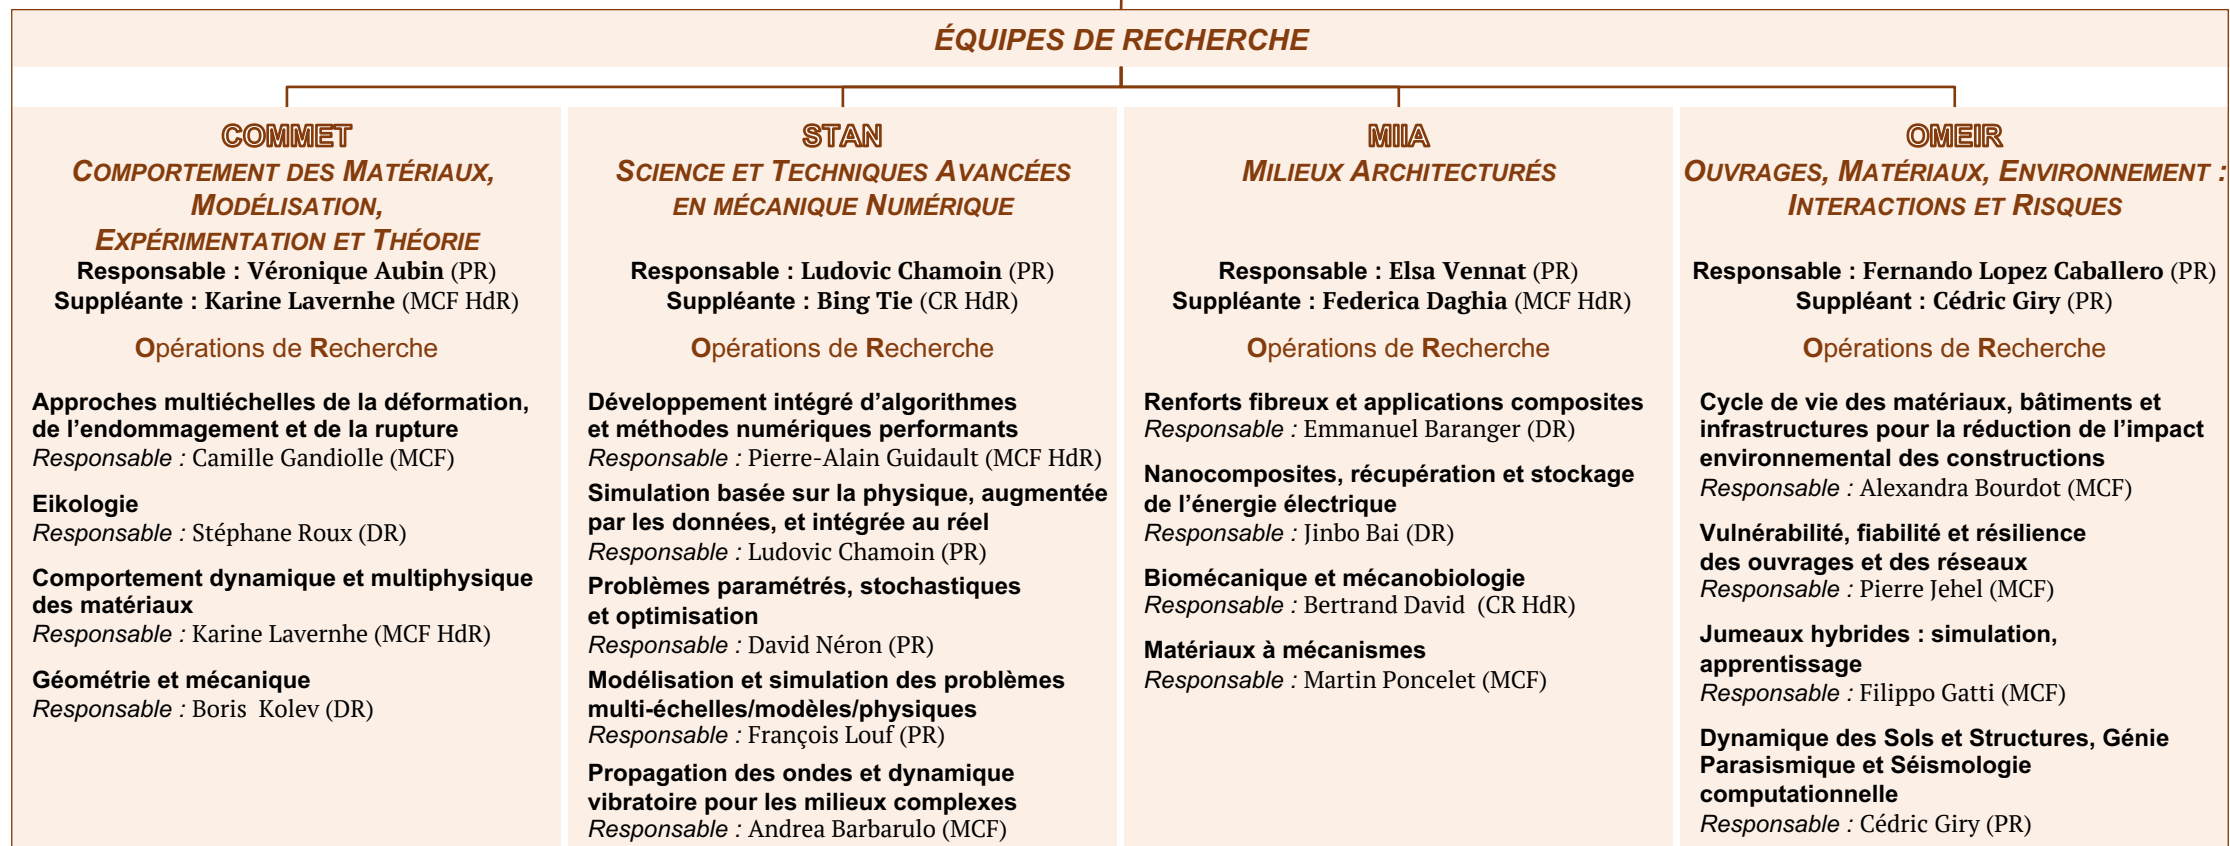 ÉQUIPES DE RECHERCHE
COMMET
COMPORTEMENT DES MATÉRIAUX,
MODÉLISATION,
EXPÉRIMENTATION ET THÉORIE
Responsable : Véronique Aubin (PR)
Suppléante : Karine Lavernhe (MCF HdR)
Opérations de Recherche
Approches multiéchelles de la déformation,
de l’endommagement et de la rupture
Responsable : Camille Gandiolle (MCF)
Eikologie
Responsable : Stéphane Roux (DR)
Comportement dynamique et multiphysique
des matériaux
Responsable : Karine Lavernhe (MCF HdR)
Géométrie et mécanique
Responsable : Boris Kolev (DR)
STAN
SCIENCE ET TECHNIQUES AVANCÉES
EN MÉCANIQUE NUMÉRIQUE
Responsable : Ludovic Chamoin (PR)
Suppléante : Bing Tie (CR HdR)
Opérations de Recherche
Développement intégré d’algorithmes
et méthodes numériques performants
Responsable : Pierre-Alain Guidault (MCF HdR)
Simulation basée sur la physique, augmentée
par les données, et intégrée au réel
Responsable : Ludovic Chamoin (PR)
Problèmes paramétrés, stochastiques
et optimisation
Responsable : David Néron (PR)
Modélisation et simulation des problèmes
multi-échelles/modèles/physiques
Responsable : François Louf (PR)
Propagation des ondes et dynamique
vibratoire pour les milieux complexes
Responsable : Andrea Barbarulo (MCF)
MIIA
MILIEUX ARCHITECTURÉS
Responsable : Elsa Vennat (PR)
Suppléante : Federica Daghia (MCF HdR)
Opérations de Recherche
Renforts fibreux et applications composites
Responsable : Emmanuel Baranger (DR)
Nanocomposites, récupération et stockage
de l’énergie électrique
Responsable : Jinbo Bai (DR)
Biomécanique et mécanobiologie
Responsable : Bertrand David (CR HdR)
Matériaux à mécanismes
Responsable : Martin Poncelet (MCF)
OMEIR
OUVRAGES, MATÉRIAUX, ENVIRONNEMENT :
INTERACTIONS ET RISQUES
Responsable : Fernando Lopez Caballero (PR)
Suppléant : Cédric Giry (PR)
Opérations de Recherche
Cycle de vie des matériaux, bâtiments et
infrastructures pour la réduction de l’impact
environnemental des constructions
Responsable : Alexandra Bourdot (MCF)
Vulnérabilité, fiabilité et résilience
des ouvrages et des réseaux
Responsable : Pierre Jehel (MCF)
Jumeaux hybrides : simulation,
apprentissage
Responsable : Filippo Gatti (MCF)
Dynamique des Sols et Structures, Génie
Parasismique et Séismologie
computationnelle
Responsable : Cédric Giry (PR)